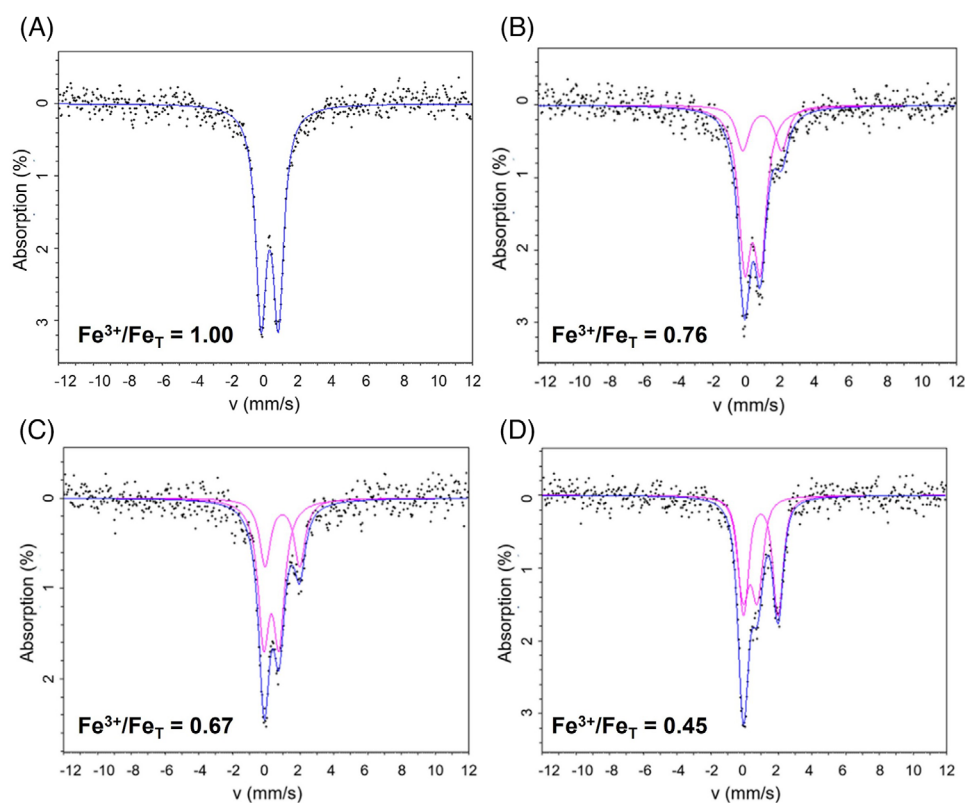 (A)
0
1
2
3
Absorption (%)
Fe³⁺/Fe_T = 1.00
-12 -10 -8 -6 -4 -2 0 2 4 6 8 10 12
v (mm/s)
(B)
0
1
2
3
Absorption (%)
Fe³⁺/Fe_T = 0.76
-12 -10 -8 -6 -4 -2 0 2 4 6 8 10 12
v (mm/s)
(C)
0
1
2
Absorption (%)
Fe³⁺/Fe_T = 0.67
-12 -10 -8 -6 -4 -2 0 2 4 6 8 10 12
v (mm/s)
(D)
0
1
2
3
Absorption (%)
Fe³⁺/Fe_T = 0.45
-12 -10 -8 -6 -4 -2 0 2 4 6 8 10 12
v (mm/s)